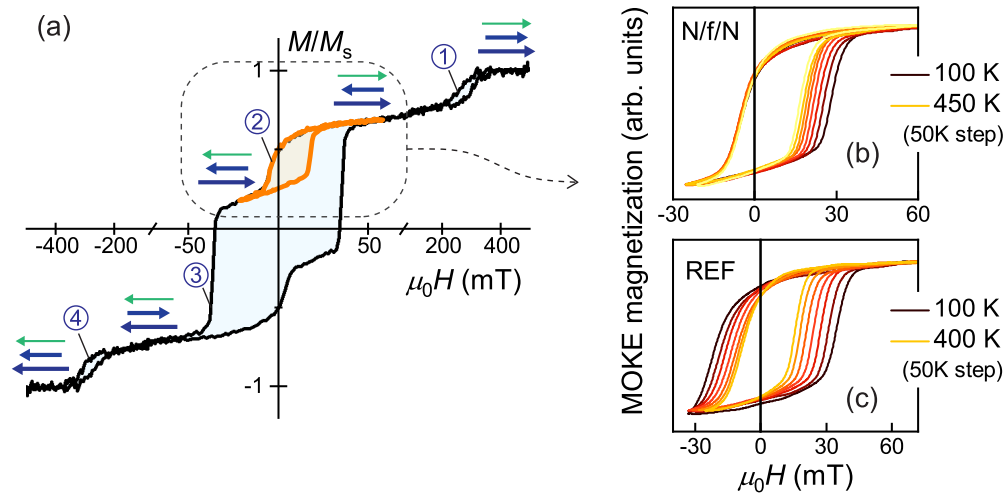 (a)
M/Mₛ
1
①
②
-400
-200
-50
50
200
400
μ₀H (mT)
③
④
-1
MOKE magnetization (arb. units)
N/f/N
100 K
450 K
(50K step)
(b)
-30
0
60
REF
100 K
400 K
(50K step)
(c)
-30
0
30
60
μ₀H (mT)